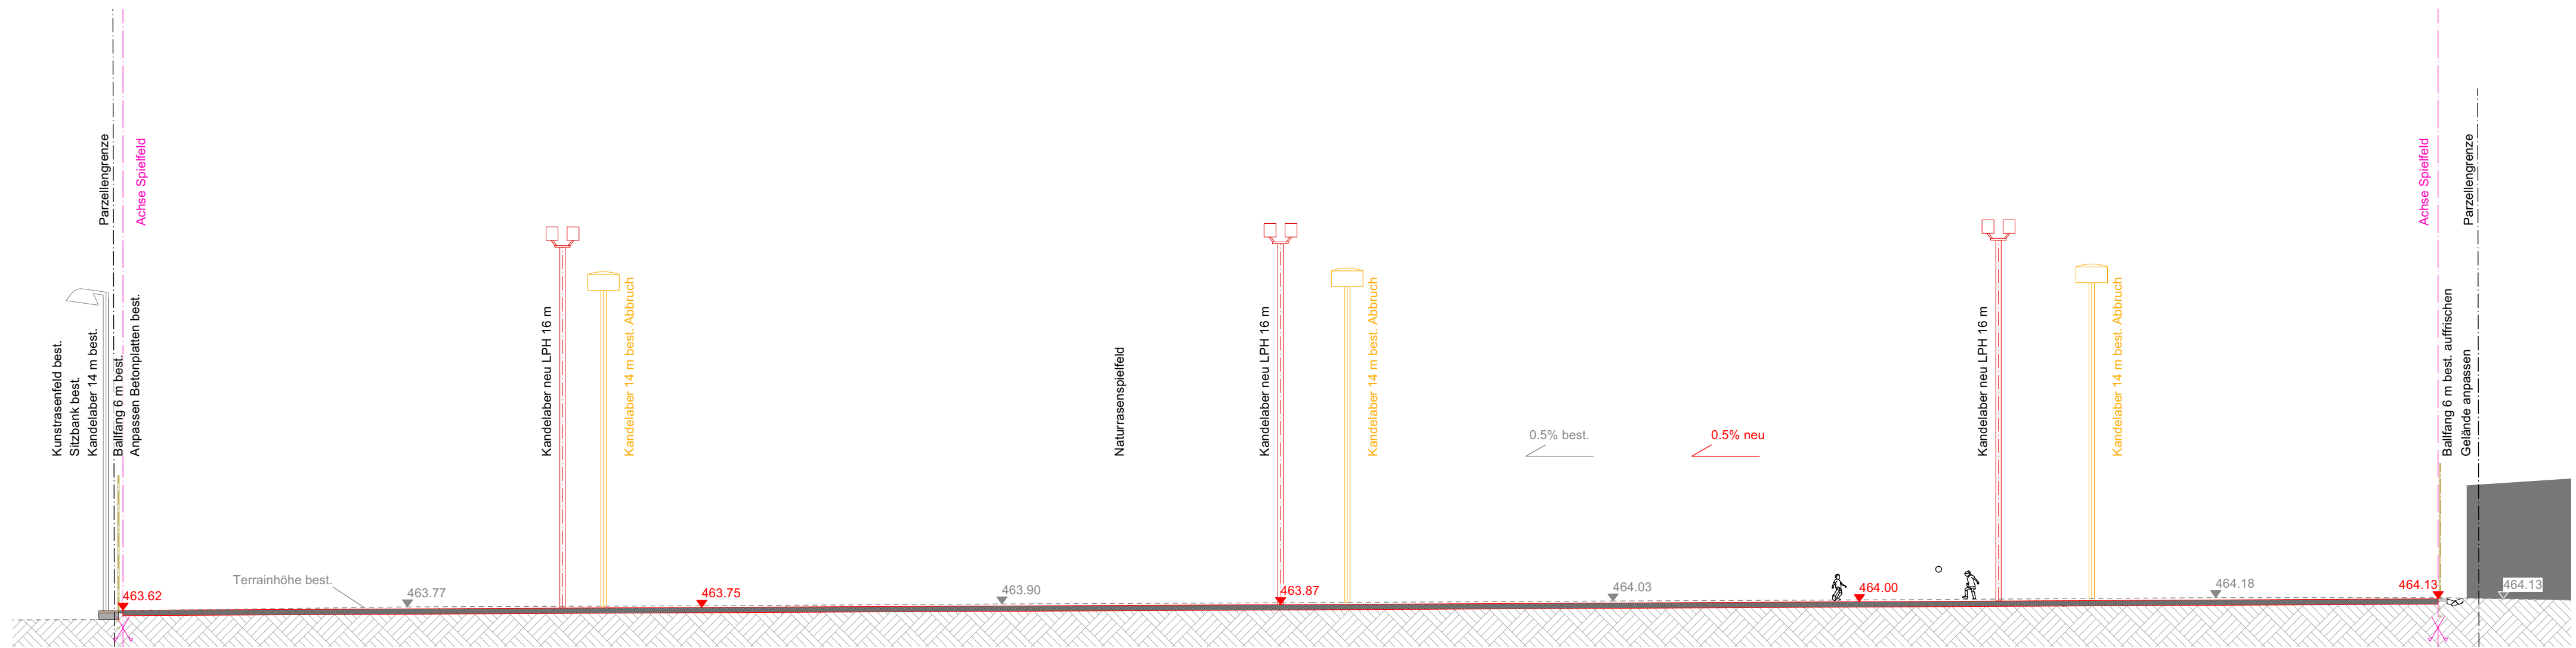 Parzellengrenze
Achse Spielfeld
Achse Spielfeld
Parzellengrenze
Kunstrasenfeld best.
Sitzbank best.
Kandelaber 14 m best.
Ballfang 6 m best.
Anpassen Betonplatten best.
Kandelaber neu LPH 16 m
Kandelaber 14 m best. Abbruch
Naturrasenspielfeld
Kandelaber neu LPH 16 m
Kandelaber 14 m best. Abbruch
0.5% best.
0.5% neu
Kandelaber neu LPH 16 m
Kandelaber 14 m best. Abbruch
Ballfang 6 m best. auffrischen
Gelände anpassen
Terrainhöhe best.
463.62
463.77
463.75
463.90
463.87
464.03
464.00
464.18
464.13
464.13